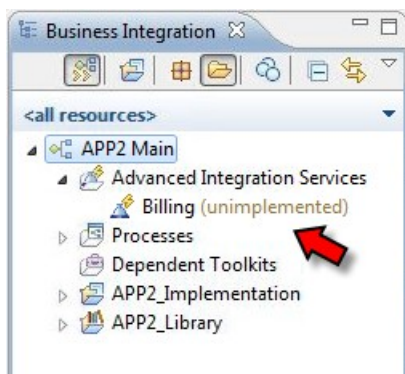 Business Integration
<all resources>
APP2 Main
Advanced Integration Services
Billing (unimplemented)
Processes
Dependent Toolkits
APP2_Implementation
APP2_Library